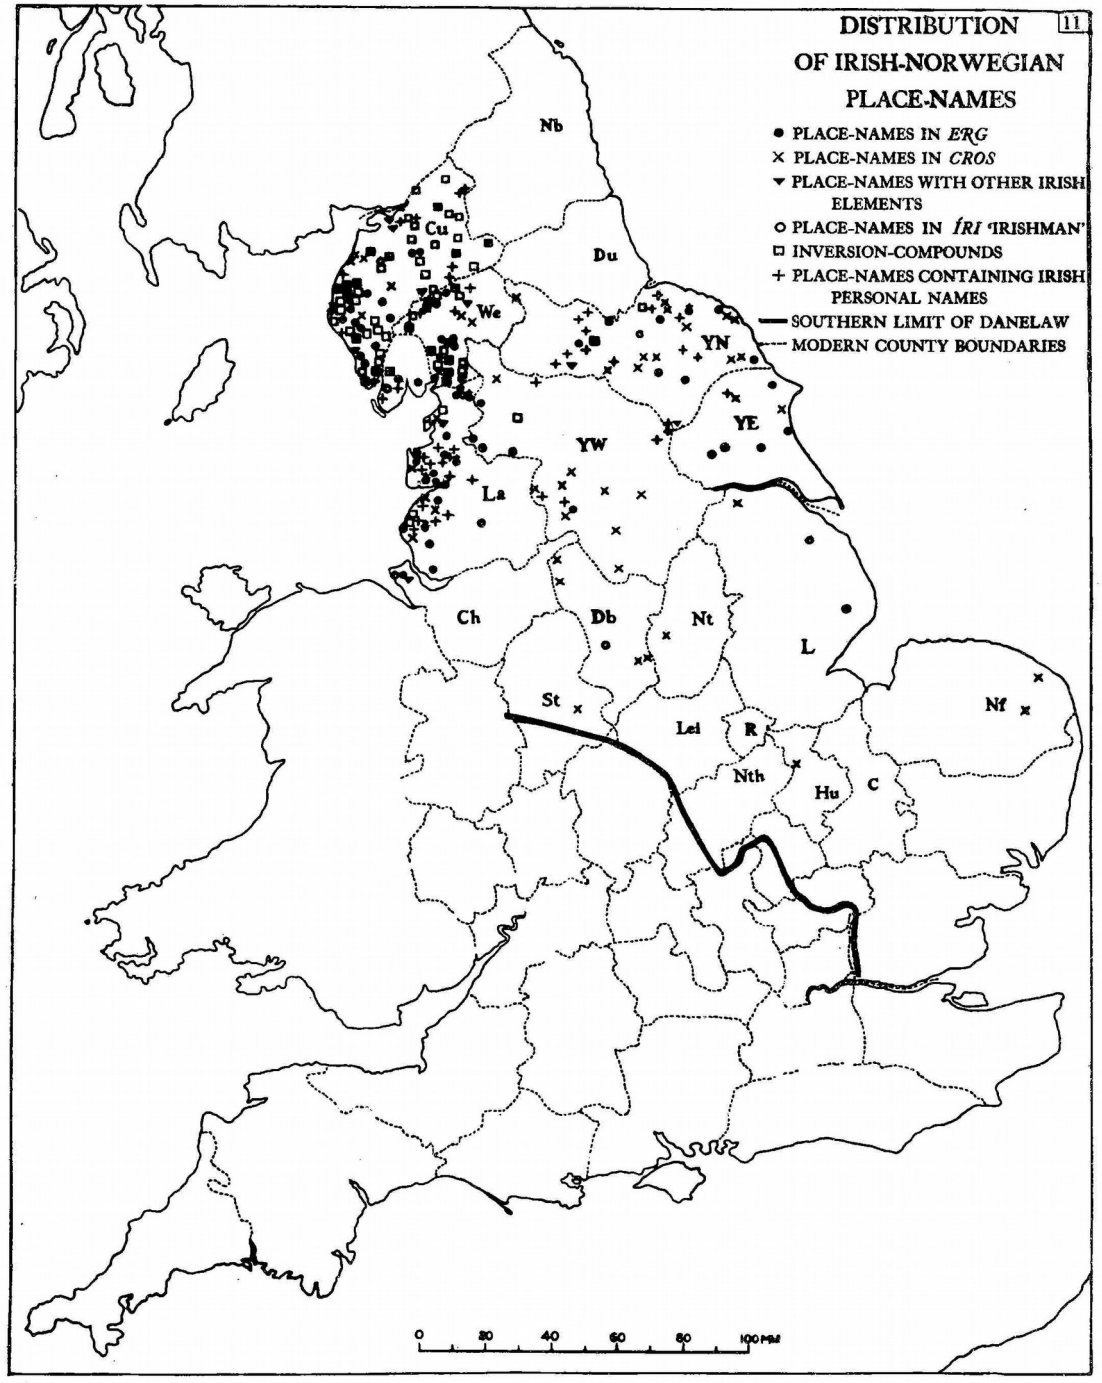 DISTRIBUTION
11
OF IRISH-NORWEGIAN
PLACE-NAMES
PLACE-NAMES IN ERG
PLACE-NAMES IN CROS
PLACE-NAMES WITH OTHER IRISH
ELEMENTS
PLACE-NAMES IN ÍRI 'IRISHMAN'
INVERSION-COMPOUNDS
PLACE-NAMES CONTAINING IRISH
PERSONAL NAMES
SOUTHERN LIMIT OF DANELAW
MODERN COUNTY BOUNDARIES
Nb
Cu
Du
We
YN
YE
YW
La
Ch
Db
Nt
L
St
Nf
Lei
R
Nth
Hu
C
0 20 40 60 80 100 Mls